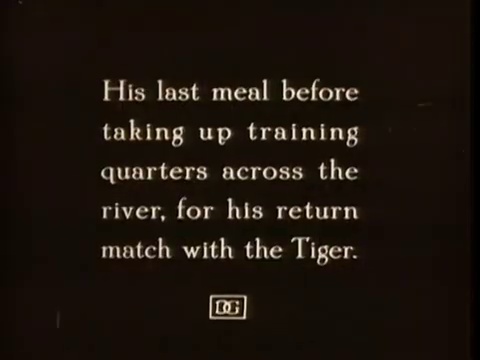 His last meal before
taking up training
quarters across the
river, for his return
match with the Tiger.
DG